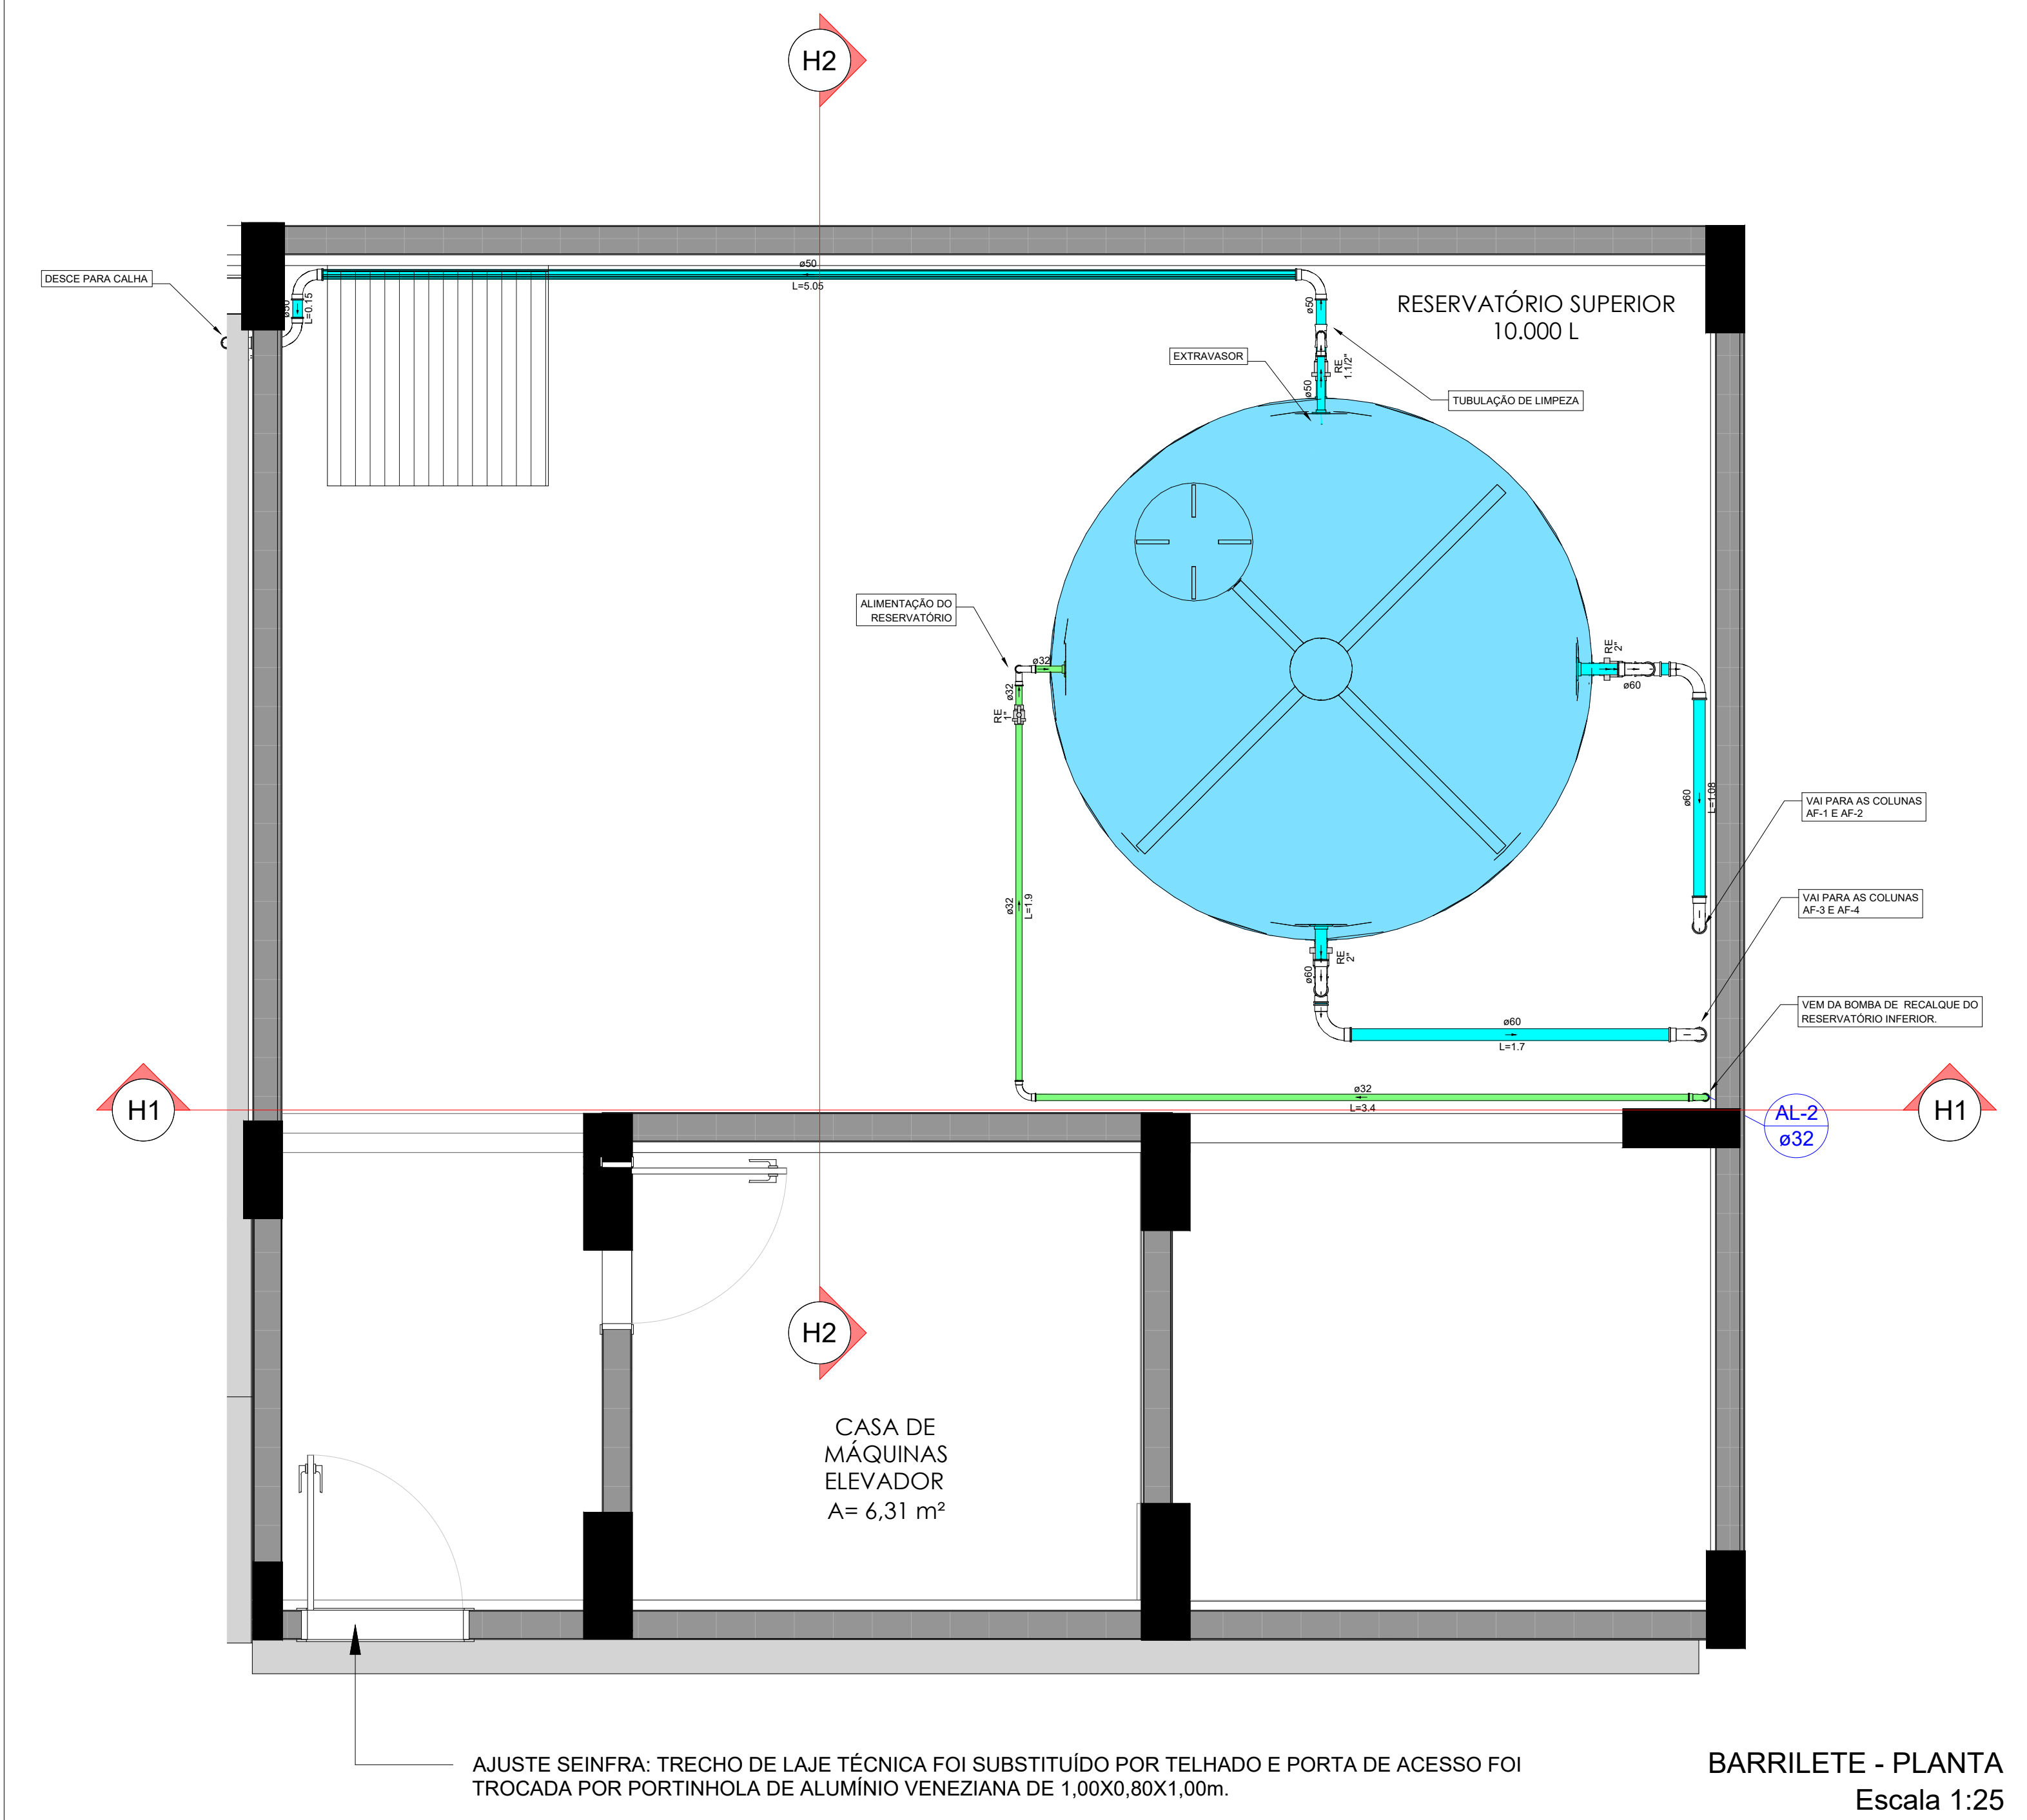 H2
DESCE PARA CALHA
ø50
L=0.15
ø50
L=5.05
ø50
RESERVATÓRIO SUPERIOR
10.000 L
EXTRAVASOR
RE
1.1/2"
ø50
TUBULAÇÃO DE LIMPEZA
ALIMENTAÇÃO DO
RESERVATÓRIO
ø32
ø32
RE
1"
RE
2"
ø60
ø60
L=1.08
VAI PARA AS COLUNAS
AF-1 E AF-2
ø32
L=1.9
VAI PARA AS COLUNAS
AF-3 E AF-4
RE
2"
ø60
VEM DA BOMBA DE RECALQUE DO
RESERVATÓRIO INFERIOR.
ø60
L=1.7
ø32
L=3.4
H1
H1
AL-2
ø32
H2
CASA DE
MÁQUINAS
ELEVADOR
A= 6,31 m²
AJUSTE SEINFRA: TRECHO DE LAJE TÉCNICA FOI SUBSTITUÍDO POR TELHADO E PORTA DE ACESSO FOI
TROCADA POR PORTINHOLA DE ALUMÍNIO VENEZIANA DE 1,00X0,80X1,00m.
BARRILETE - PLANTA
Escala 1:25